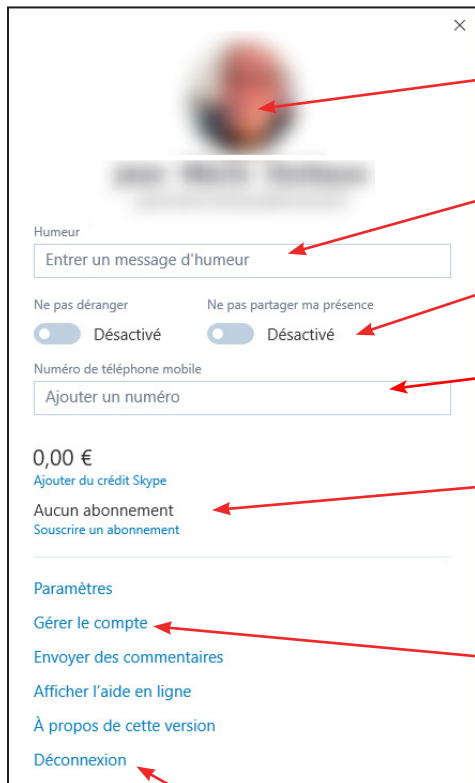 Humeur
Entrer un message d'humeur
Ne pas déranger Ne pas partager ma présence
Désactivé Désactivé
Numéro de téléphone mobile
Ajouter un numéro
0,00 €
Ajouter du crédit Skype
Aucun abonnement
Souscrire un abonnement
Paramètres
Gérer le compte
Envoyer des commentaires
Afficher l'aide en ligne
À propos de cette version
Déconnexion